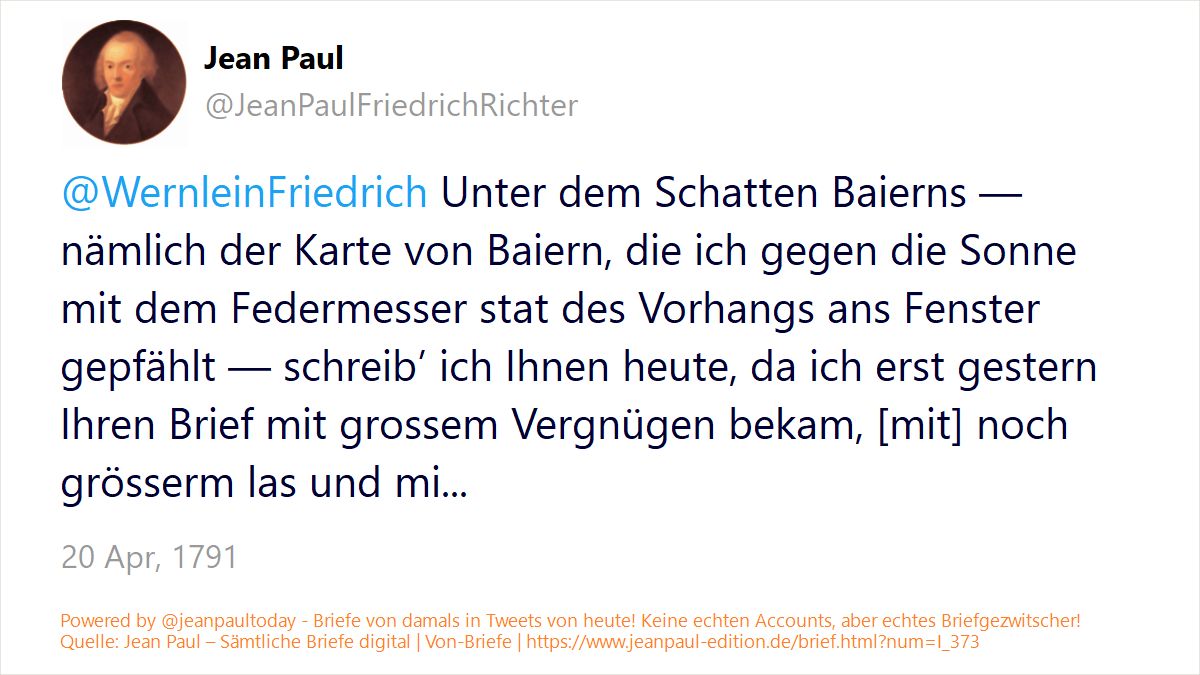 Jean Paul
@JeanPaulFriedrichRichter
@WernleinFriedrich Unter dem Schatten Baierns —
nämlich der Karte von Baiern, die ich gegen die Sonne
mit dem Federmesser stat des Vorhangs ans Fenster
gepfählt — schreib’ ich Ihnen heute, da ich erst gestern
Ihren Brief mit grossem Vergnügen bekam, [mit] noch
grösserm las und mi...
20 Apr, 1791
Powered by @jeanpaultoday - Briefe von damals in Tweets von heute! Keine echten Accounts, aber echtes Briefgezwitscher!
Quelle: Jean Paul – Sämtliche Briefe digital | Von-Briefe | https://www.jeanpaul-edition.de/brief.html?num=I_373